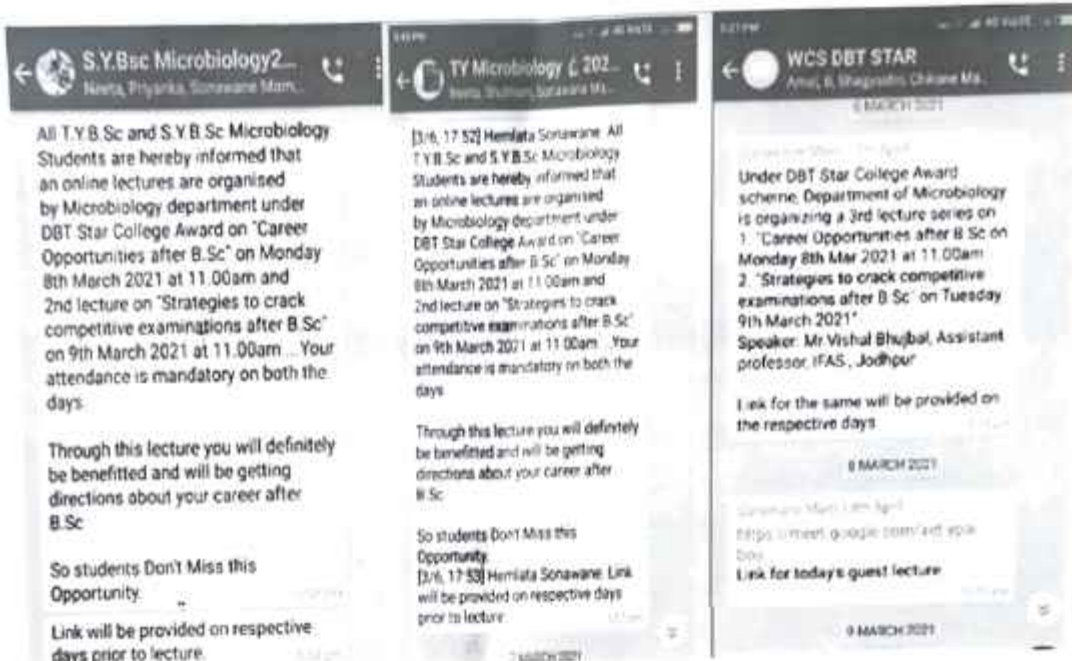 S.Y.Bsc Microbiology2...
Neeta, Priyanka, Sonawane Mam,
All T.Y.B.Sc and S.Y.B.Sc Microbiology
Students are hereby informed that
an online lectures are organised
by Microbiology department under
DBT Star College Award on "Career
Opportunities after B.Sc" on Monday
8th March 2021 at 11.00am and
2nd lecture on "Strategies to crack
competitive examinations after B.Sc"
on 9th March 2021 at 11.00am ...Your
attendance is mandatory on both the
days.
Through this lecture you will definitely
be benefitted and will be getting
directions about your career after
B.Sc
So students Don't Miss this
Opportunity.
Link will be provided on respective
days prior to lecture.
TY Microbiology 202...
Sonawane Ma...
[3/6, 17:52] Hemlata Sonawane: All
T.Y.B.Sc and S.Y.B.Sc Microbiology
Students are hereby informed that
an online lectures are organised
by Microbiology department under
DBT Star College Award on "Career
Opportunities after B.Sc" on Monday
8th March 2021 at 11.00am and
2nd lecture on "Strategies to crack
competitive examinations after B.Sc"
on 9th March 2021 at 11.00am ...Your
attendance is mandatory on both the
days
Through this lecture you will definitely
be benefitted and will be getting
directions about your career after
B.Sc
So students Don't Miss this
Opportunity.
[3/6, 17:53] Hemlata Sonawane: Link
will be provided on respective days
prior to lecture
7 MARCH 2021
WCS DBT STAR
Amol, B, Bhagyashri, Chikane Ma...
6 MARCH 2021
Under DBT Star College Award
scheme, Department of Microbiology
is organizing a 3rd lecture series on
1. "Career Opportunities after B Sc on
Monday 8th Mar 2021 at 11.00am
2. "Strategies to crack competitive
examinations after B.Sc" on Tuesday
9th March 2021"
Speaker: Mr Vishal Bhujbal, Assistant
professor, IFAS, Jodhpur
Link for the same will be provided on
the respective days
8 MARCH 2021
Link for today's guest lecture
9 MARCH 2021